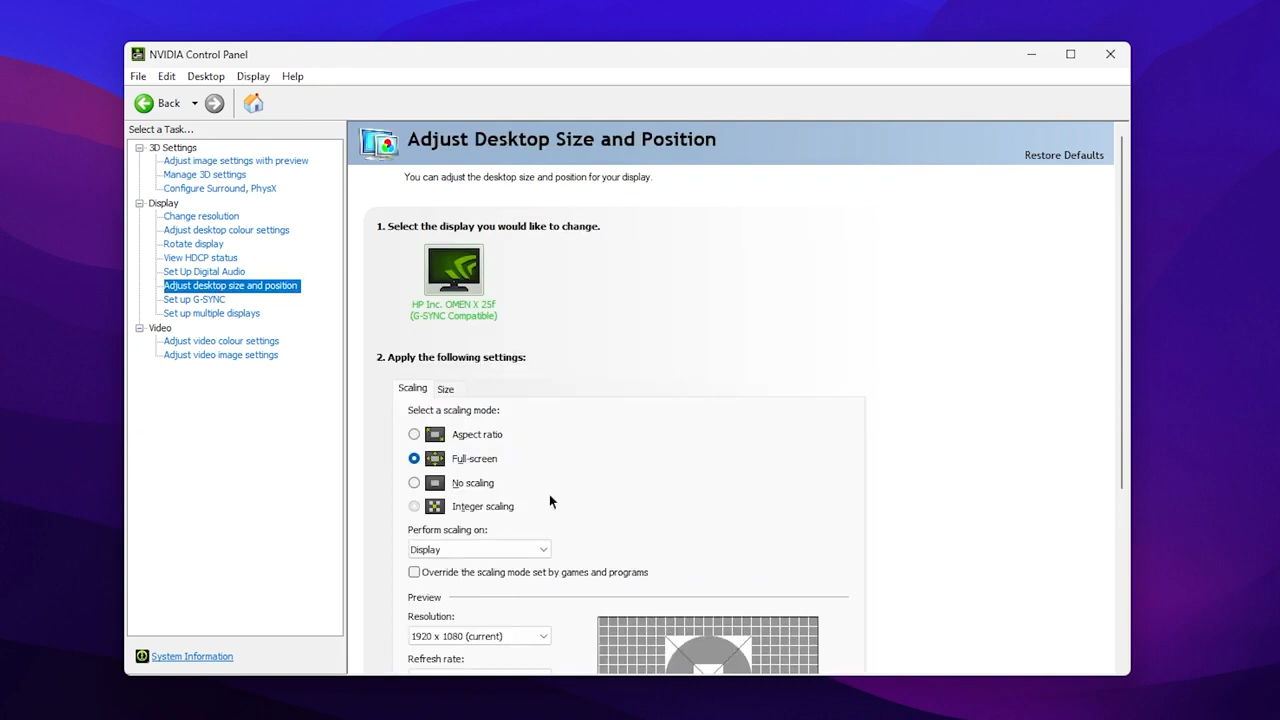 NVIDIA Control Panel
File Edit Desktop Display Help
Back
Select a Task...
3D Settings
Adjust image settings with preview
Manage 3D settings
Configure Surround, PhysX
Display
Change resolution
Adjust desktop colour settings
Rotate display
View HDCP status
Set Up Digital Audio
Adjust desktop size and position
Set up G-SYNC
Set up multiple displays
Video
Adjust video colour settings
Adjust video image settings
System Information
Adjust Desktop Size and Position
Restore Defaults
You can adjust the desktop size and position for your display.
1. Select the display you would like to change.
HP Inc. OMEN X 25f
(G-SYNC Compatible)
2. Apply the following settings:
Scaling Size
Select a scaling mode:
Aspect ratio
Full-screen
No scaling
Integer scaling
Perform scaling on:
Display
Override the scaling mode set by games and programs
Preview
Resolution:
1920 x 1080 (current)
Refresh rate: